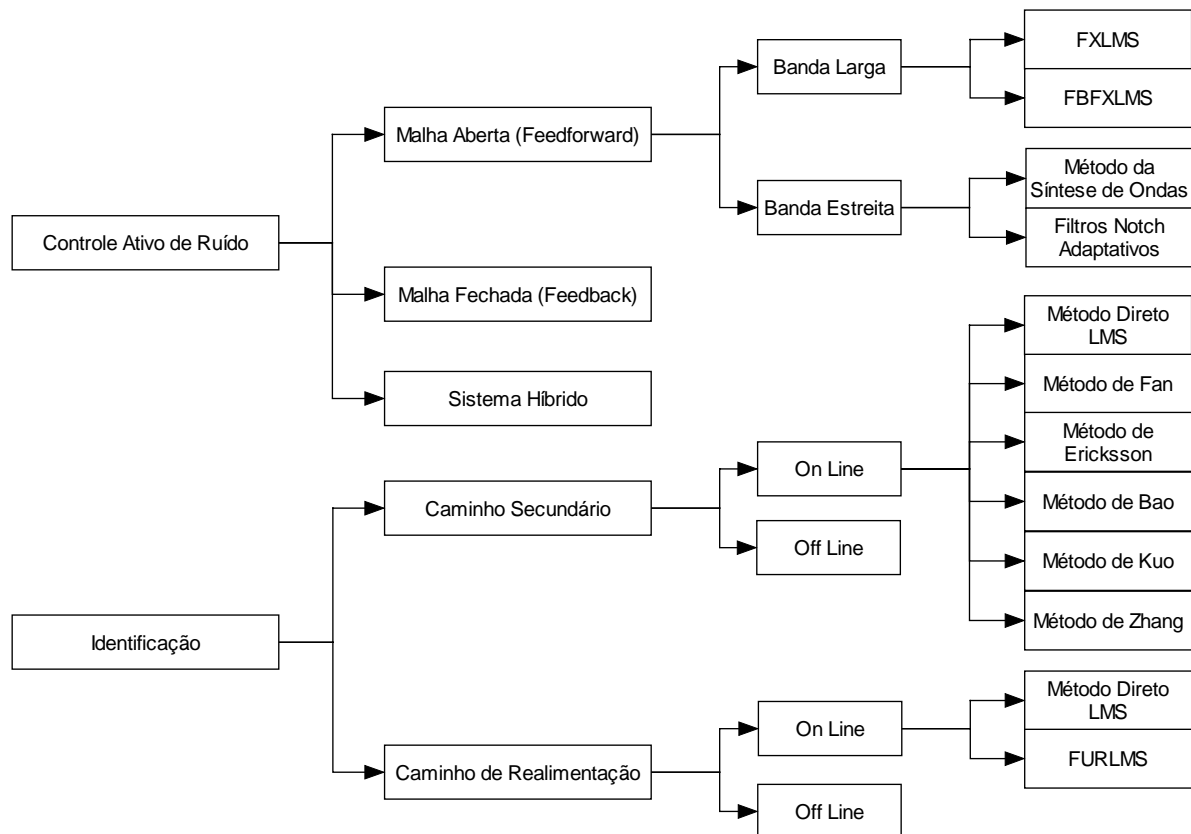 Controle Ativo de Ruído
Malha Aberta (Feedforward)
Banda Larga
FXLMS
FBFXLMS
Banda Estreita
Método da
Síntese de Ondas
Filtros Notch
Adaptativos
Malha Fechada (Feedback)
Sistema Híbrido
Identificação
Caminho Secundário
On Line
Método Direto
LMS
Método de Fan
Método de
Ericksson
Método de Bao
Método de Kuo
Método de Zhang
Off Line
Caminho de Realimentação
On Line
Método Direto
LMS
FURLMS
Off Line